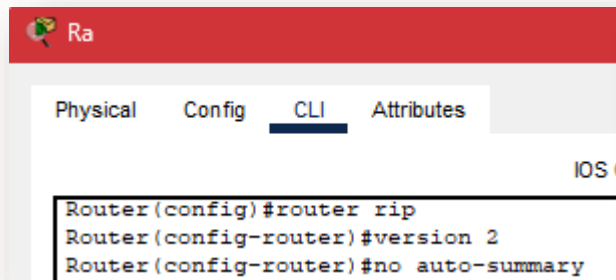 Ra
Physical Config CLI Attributes
IOS
Router(config)#router rip
Router(config-router)#version 2
Router(config-router)#no auto-summary